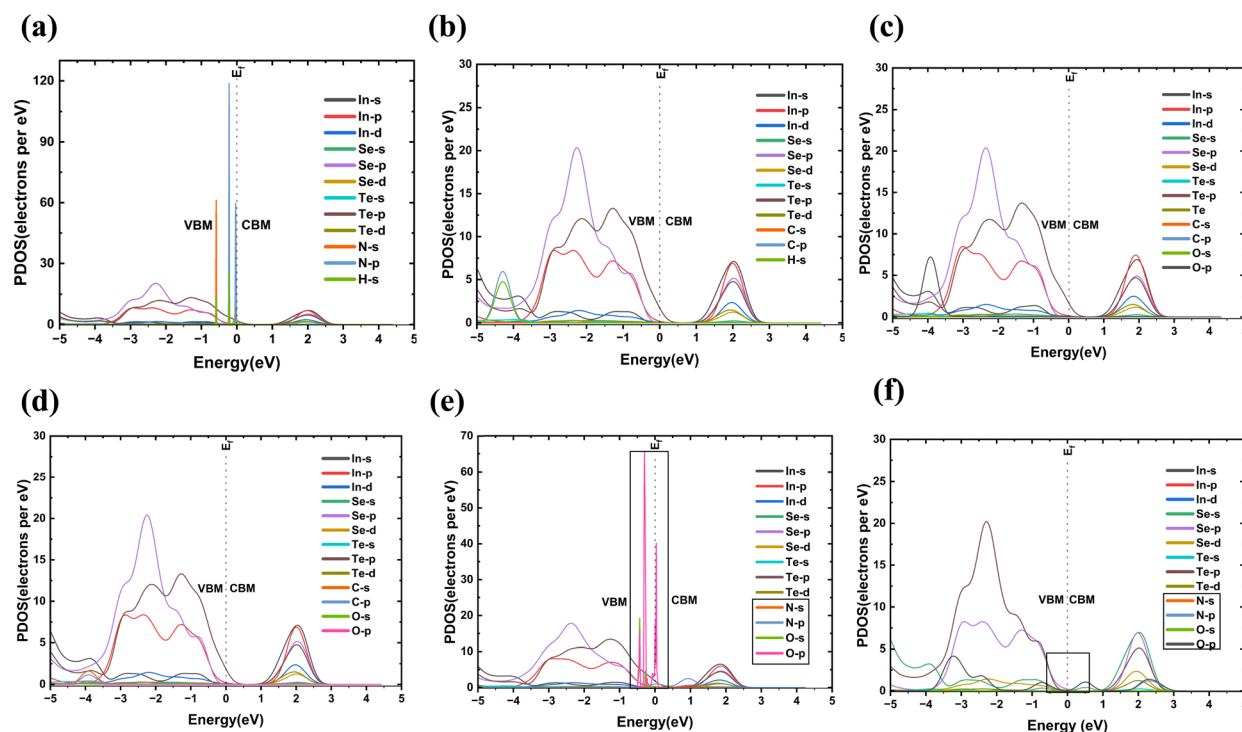 (a)
PDOS(electrons per eV)
120
90
60
30
0
E_f
VBM
CBM
In-s
In-p
In-d
Se-s
Se-p
Se-d
Te-s
Te-p
Te-d
N-s
N-p
H-s
-5 -4 -3 -2 -1 0 1 2 3 4 5
Energy(eV)
(b)
PDOS(electrons per eV)
30
25
20
15
10
5
0
E_f
VBM
CBM
In-s
In-p
In-d
Se-s
Se-p
Se-d
Te-s
Te-p
Te-d
C-s
C-p
H-s
-5 -4 -3 -2 -1 0 1 2 3 4 5
Energy(eV)
(c)
PDOS(electrons per eV)
30
25
20
15
10
5
0
E_f
VBM
CBM
In-s
In-p
In-d
Se-s
Se-p
Se-d
Te-s
Te-p
Te
C-s
C-p
O-s
O-p
-5 -4 -3 -2 -1 0 1 2 3 4 5
Energy(eV)
(d)
PDOS(electrons per eV)
30
25
20
15
10
5
0
E_f
VBM
CBM
In-s
In-p
In-d
Se-s
Se-p
Se-d
Te-s
Te-p
Te-d
C-s
C-p
O-s
O-p
-5 -4 -3 -2 -1 0 1 2 3 4 5
Energy(eV)
(e)
PDOS(electrons per eV)
70
60
50
40
30
20
10
0
E_f
VBM
CBM
In-s
In-p
In-d
Se-s
Se-p
Se-d
Te-s
Te-p
Te-d
N-s
N-p
O-s
O-p
-5 -4 -3 -2 -1 0 1 2 3 4 5
Energy(eV)
(f)
PDOS(electrons per eV)
30
25
20
15
10
5
0
E_f
VBM
CBM
In-s
In-p
In-d
Se-s
Se-p
Se-d
Te-s
Te-p
Te-d
N-s
N-p
O-s
O-p
-5 -4 -3 -2 -1 0 1 2 3 4 5
Energy (eV)